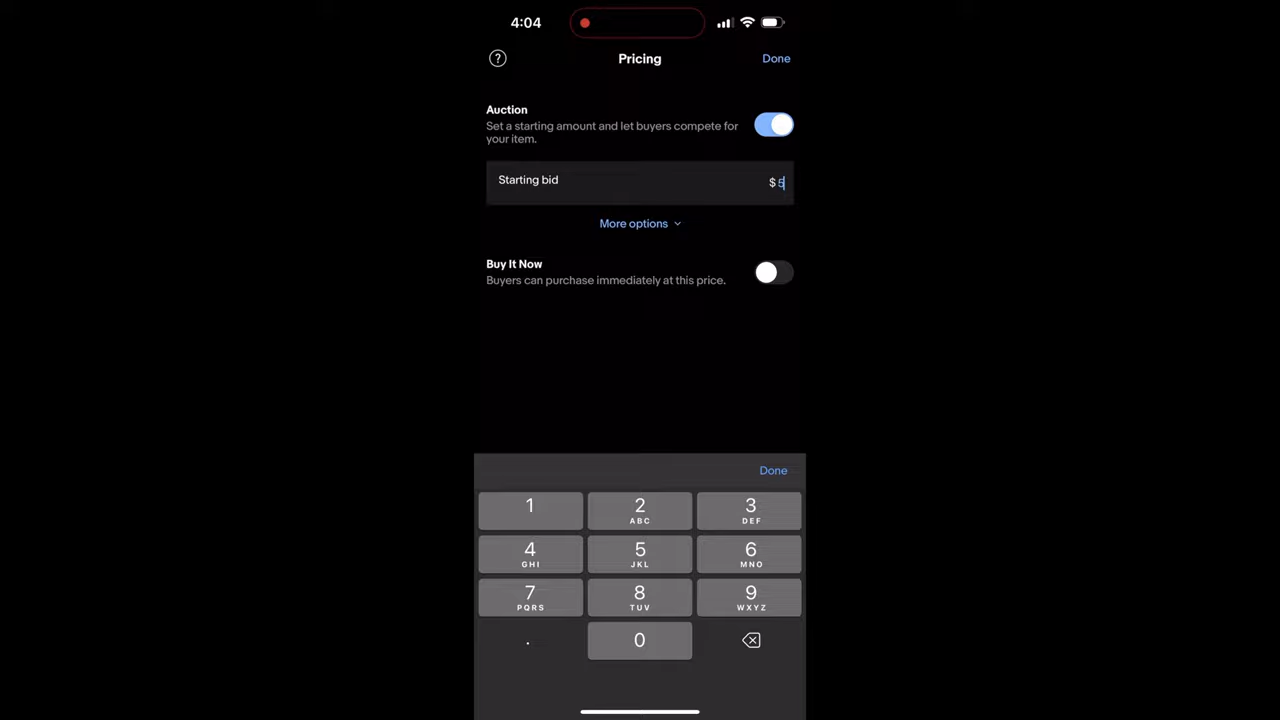 4:04
Pricing
Done
Auction
Set a starting amount and let buyers compete for
your item.
Starting bid
$ 5
More options
Buy It Now
Buyers can purchase immediately at this price.
Done
1
2
ABC
3
DEF
4
GHI
5
JKL
6
MNO
7
PQRS
8
TUV
9
WXYZ
.
0